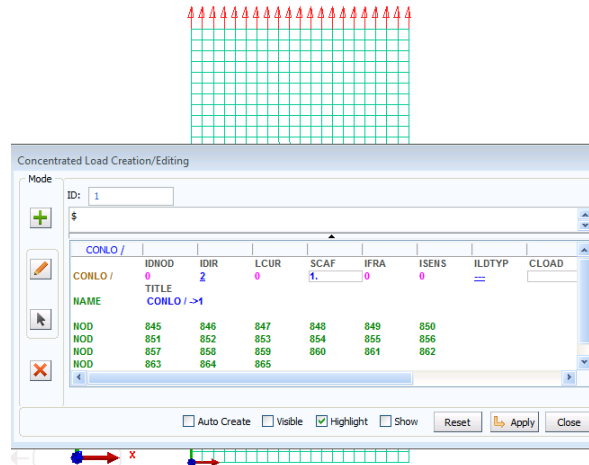 Concentrated Load Creation/Editing
Mode
ID: 1
$
CONLO /
IDNOD IDIR LCUR SCAF IFRA ISENS ILDTYP CLOAD
CONLO / 0 2 0 1. 0 0 ---
TITLE
NAME CONLO / ->1
NOD 845 846 847 848 849 850
NOD 851 852 853 854 855 856
NOD 857 858 859 860 861 862
NOD 863 864 865
Auto Create Visible Highlight Show Reset Apply Close
x